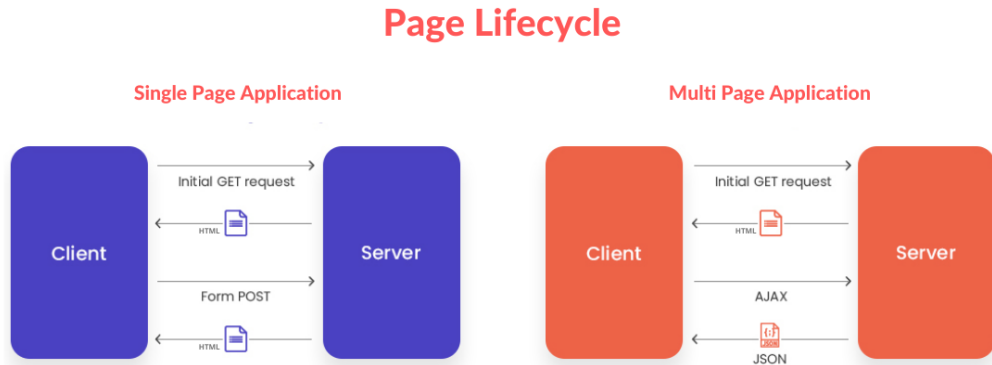 Page Lifecycle
Single Page Application
Multi Page Application
Client
Initial GET request
HTML
Form POST
HTML
Server
Client
Initial GET request
HTML
AJAX
{;}
JSON
JSON
Server